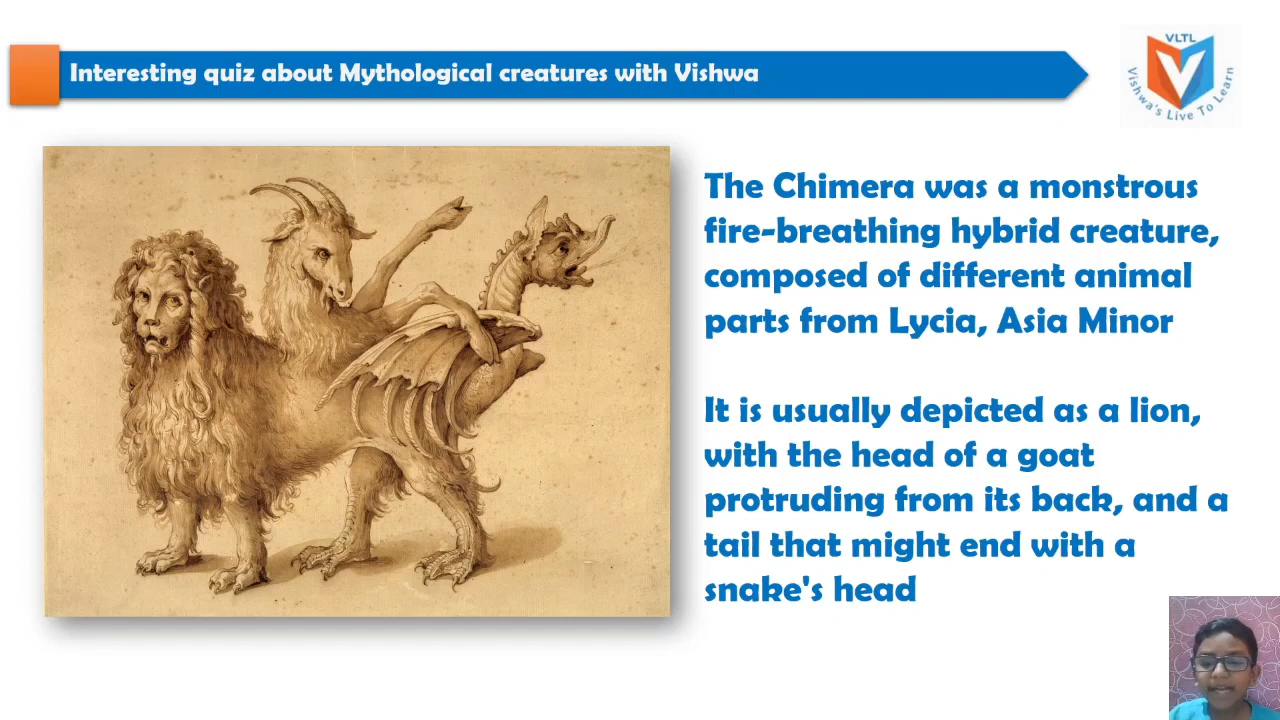 Interesting quiz about Mythological creatures with Vishwa
VLTL
Vishwa's Live To Learn
The Chimera was a monstrous
fire-breathing hybrid creature,
composed of different animal
parts from Lycia, Asia Minor
It is usually depicted as a lion,
with the head of a goat
protruding from its back, and a
tail that might end with a
snake's head